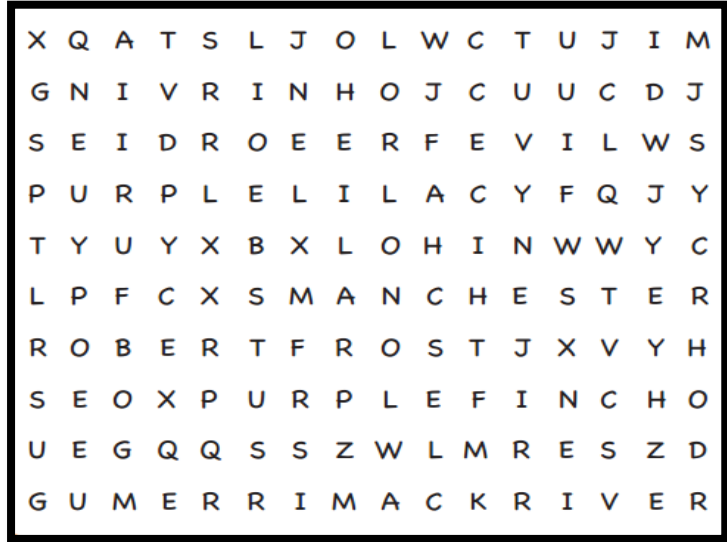 X Q A T S L J O L W C T U J I M
G N I V R I N H O J C U U C D J
S E I D R O E E R F E V I L W S
P U R P L E L I L A C Y F Q J Y
T Y U Y X B X L O H I N W W Y C
L P F C X S M A N C H E S T E R
R O B E R T F R O S T J X V Y H
S E O X P U R P L E F I N C H O
U E G Q Q S S Z W L M R E S Z D
G U M E R R I M A C K R I V E R